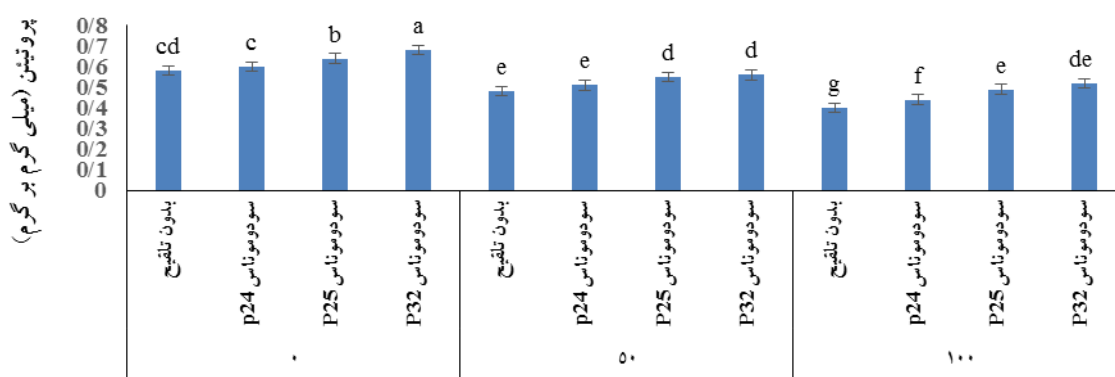 پروتیئن (میلی گرم بر گرم)
0/8
0/7
0/6
0/5
0/4
0/3
0/2
0/1
0
cd
c
b
a
e
e
d
d
g
f
e
de
بدون تلقیح
سودوموناس p24
سودوموناس P25
سودوموناس P32
بدون تلقیح
سودوموناس p24
سودوموناس P25
سودوموناس P32
بدون تلقیح
سودوموناس p24
سودوموناس P25
سودوموناس P32
۰
۵۰
۱۰۰